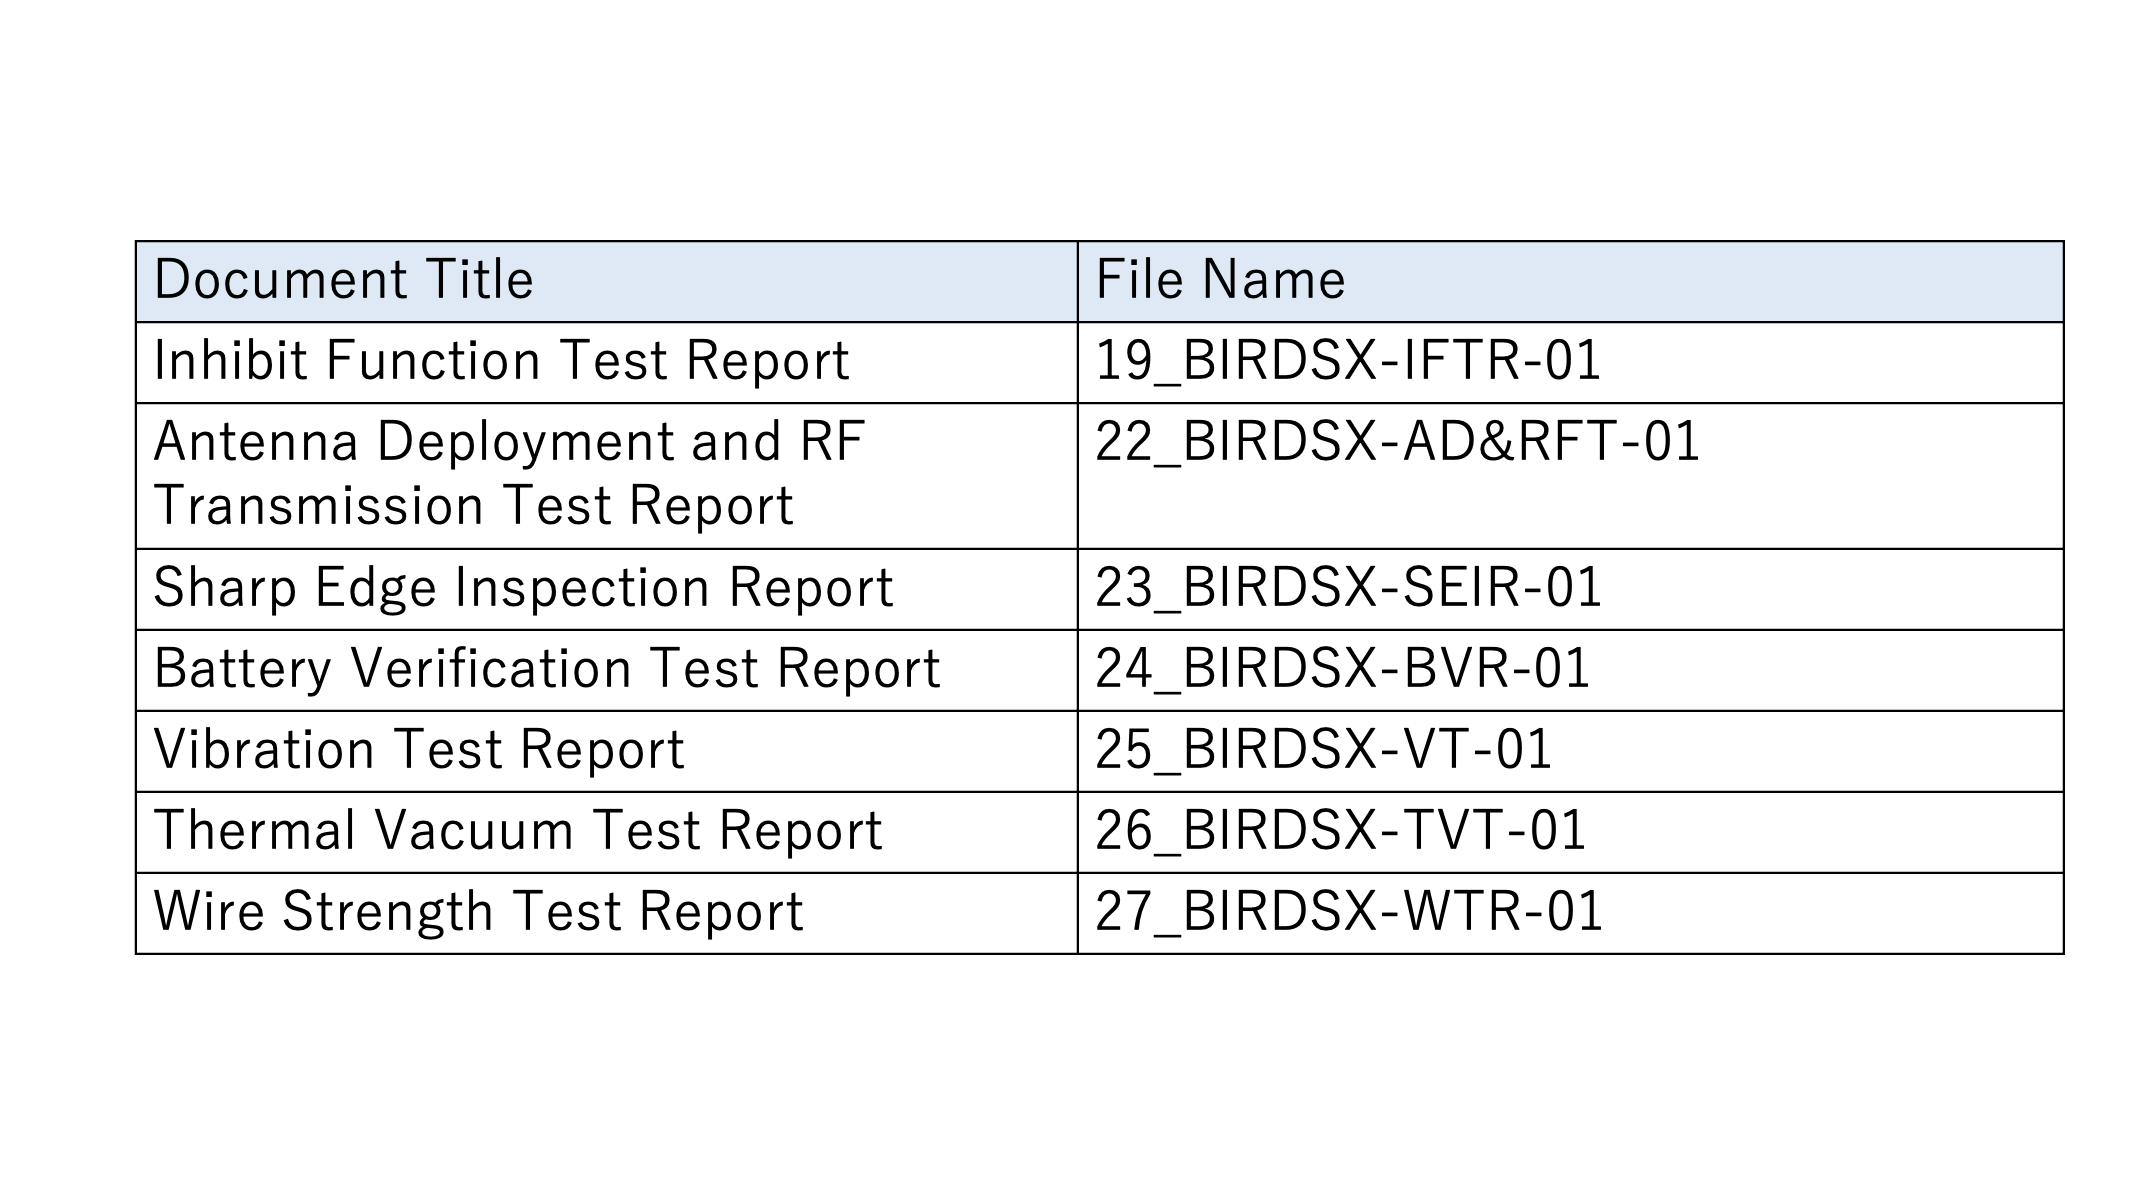 Document Title
File Name
Inhibit Function Test Report
19_BIRDSX-IFTR-01
Antenna Deployment and RF
Transmission Test Report
22_BIRDSX-AD&RFT-01
Sharp Edge Inspection Report
23_BIRDSX-SEIR-01
Battery Verification Test Report
24_BIRDSX-BVR-01
Vibration Test Report
25_BIRDSX-VT-01
Thermal Vacuum Test Report
26_BIRDSX-TVT-01
Wire Strength Test Report
27_BIRDSX-WTR-01